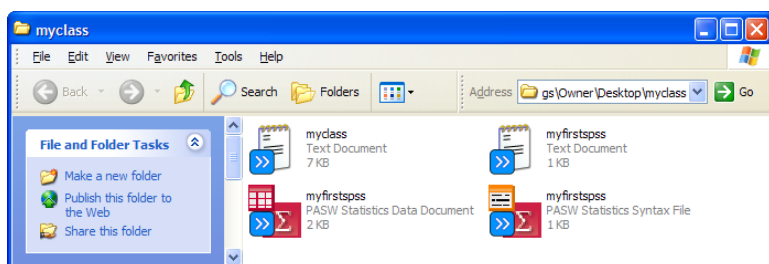 myclass
File Edit View Favorites Tools Help
Back Search Folders Address gs\Owner\Desktop\myclass Go
File and Folder Tasks
Make a new folder
Publish this folder to
the Web
Share this folder
myclass
Text Document
7 KB
myfirstspss
Text Document
1 KB
myfirstspss
PASW Statistics Data Document
2 KB
myfirstspss
PASW Statistics Syntax File
1 KB